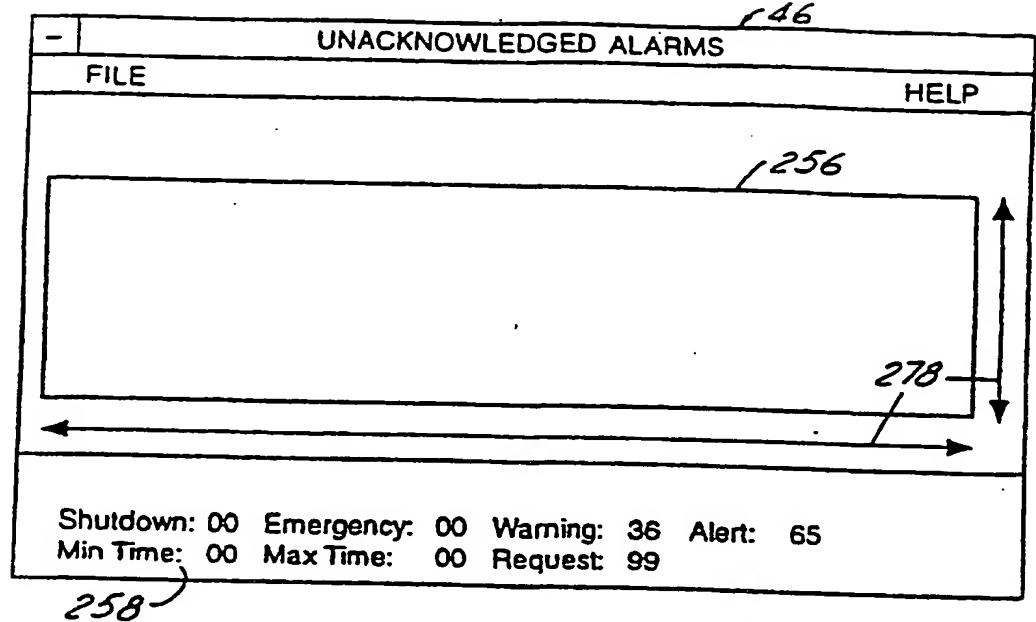 46
- UNACKNOWLEDGED ALARMS
FILE HELP
256
278
Shutdown: 00 Emergency: 00 Warning: 36 Alert: 65
Min Time: 00 Max Time: 00 Request: 99
258